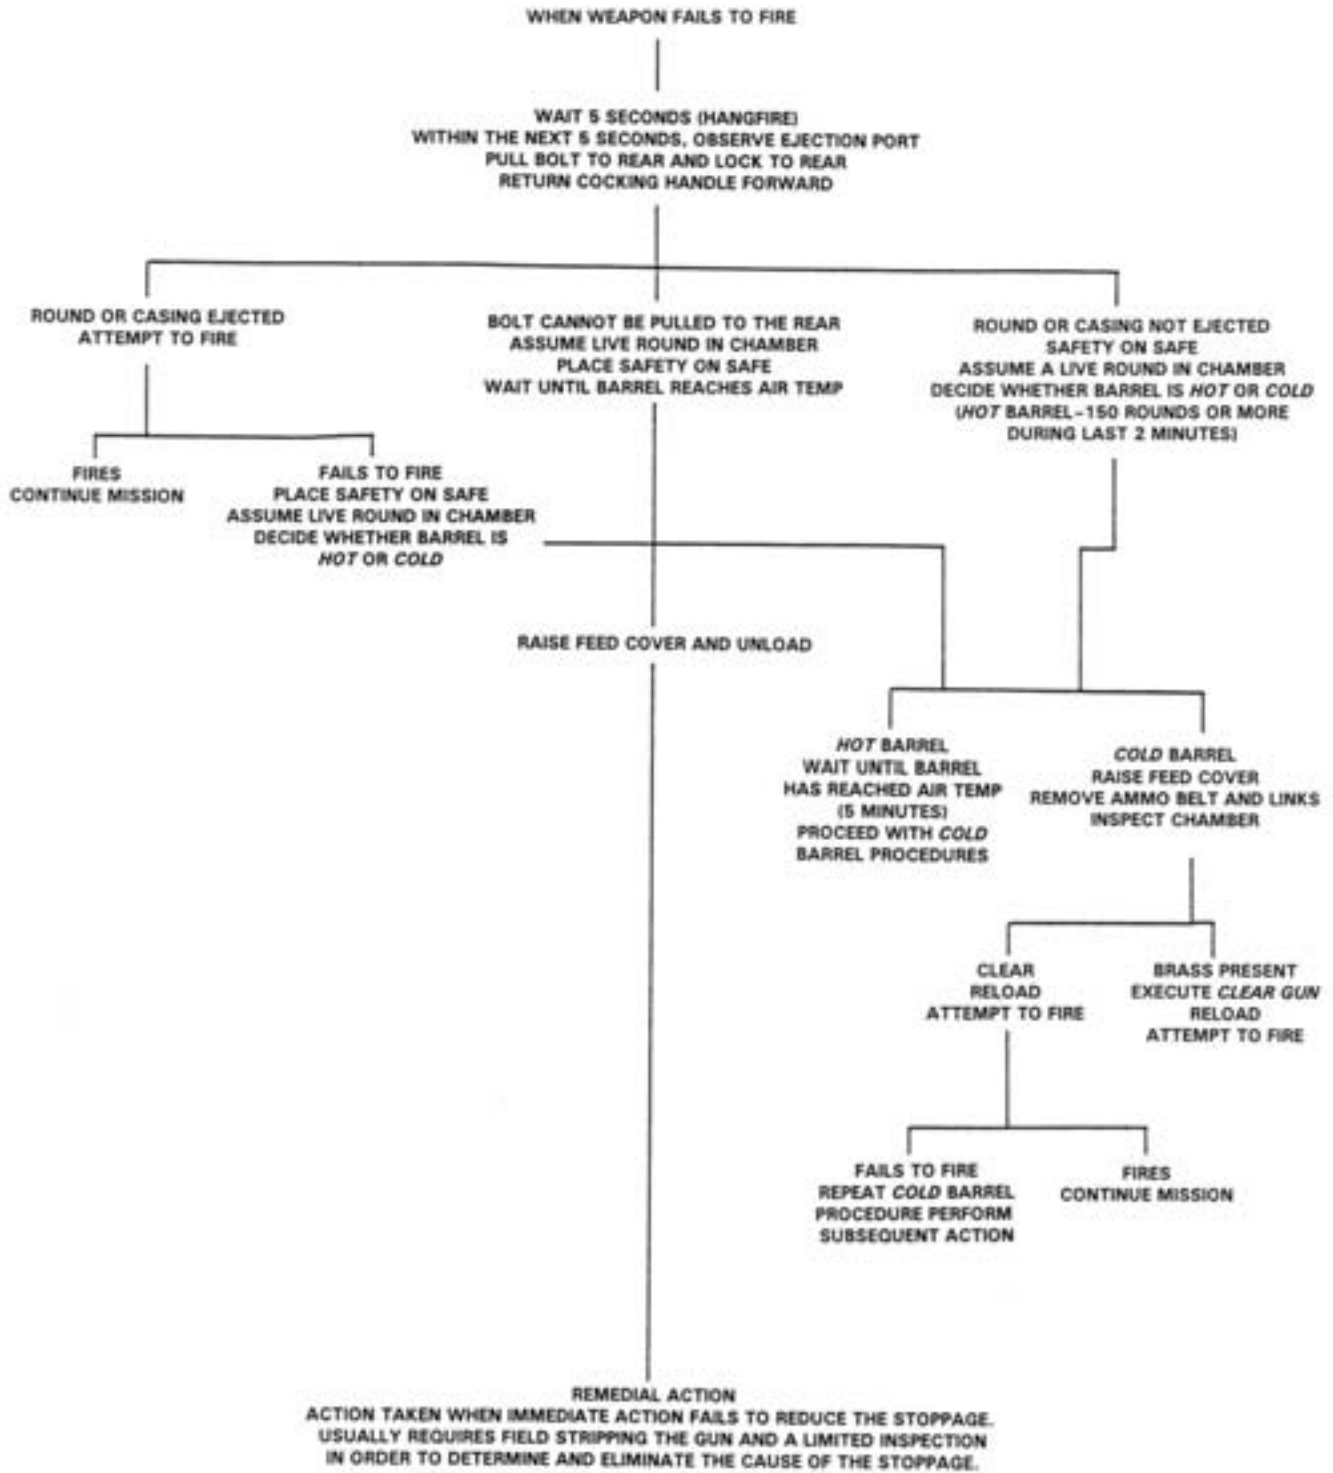 WHEN WEAPON FAILS TO FIRE
WAIT 5 SECONDS (HANGFIRE)
WITHIN THE NEXT 5 SECONDS, OBSERVE EJECTION PORT
PULL BOLT TO REAR AND LOCK TO REAR
RETURN COCKING HANDLE FORWARD
ROUND OR CASING EJECTED
ATTEMPT TO FIRE
BOLT CANNOT BE PULLED TO THE REAR
ASSUME LIVE ROUND IN CHAMBER
PLACE SAFETY ON SAFE
WAIT UNTIL BARREL REACHES AIR TEMP
ROUND OR CASING NOT EJECTED
SAFETY ON SAFE
ASSUME A LIVE ROUND IN CHAMBER
DECIDE WHETHER BARREL IS HOT OR COLD
(HOT BARREL-150 ROUNDS OR MORE
DURING LAST 2 MINUTES)
FIRES
CONTINUE MISSION
FAILS TO FIRE
PLACE SAFETY ON SAFE
ASSUME LIVE ROUND IN CHAMBER
DECIDE WHETHER BARREL IS
HOT OR COLD
RAISE FEED COVER AND UNLOAD
HOT BARREL
WAIT UNTIL BARREL
HAS REACHED AIR TEMP
(5 MINUTES)
PROCEED WITH COLD
BARREL PROCEDURES
COLD BARREL
RAISE FEED COVER
REMOVE AMMO BELT AND LINKS
INSPECT CHAMBER
CLEAR
RELOAD
ATTEMPT TO FIRE
BRASS PRESENT
EXECUTE CLEAR GUN
RELOAD
ATTEMPT TO FIRE
FAILS TO FIRE
REPEAT COLD BARREL
PROCEDURE PERFORM
SUBSEQUENT ACTION
FIRES
CONTINUE MISSION
REMEDIAL ACTION
ACTION TAKEN WHEN IMMEDIATE ACTION FAILS TO REDUCE THE STOPPAGE.
USUALLY REQUIRES FIELD STRIPPING THE GUN AND A LIMITED INSPECTION
IN ORDER TO DETERMINE AND ELIMINATE THE CAUSE OF THE STOPPAGE.